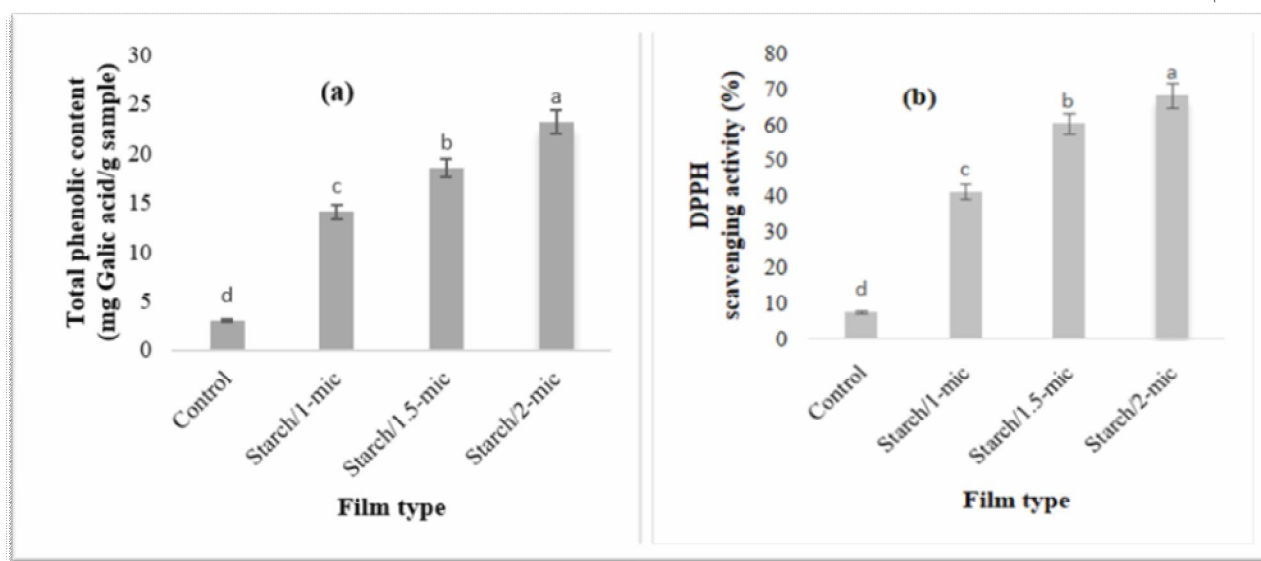 (a)
Total phenolic content
(mg Galic acid/g sample)
30
25
20
15
10
5
0
d
c
b
a
Control
Starch/1-mic
Starch/1.5-mic
Starch/2-mic
Film type
(b)
DPPH
scavenging activity (%)
80
70
60
50
40
30
20
10
0
d
c
b
a
Control
Starch/1-mic
Starch/1.5-mic
Starch/2-mic
Film type